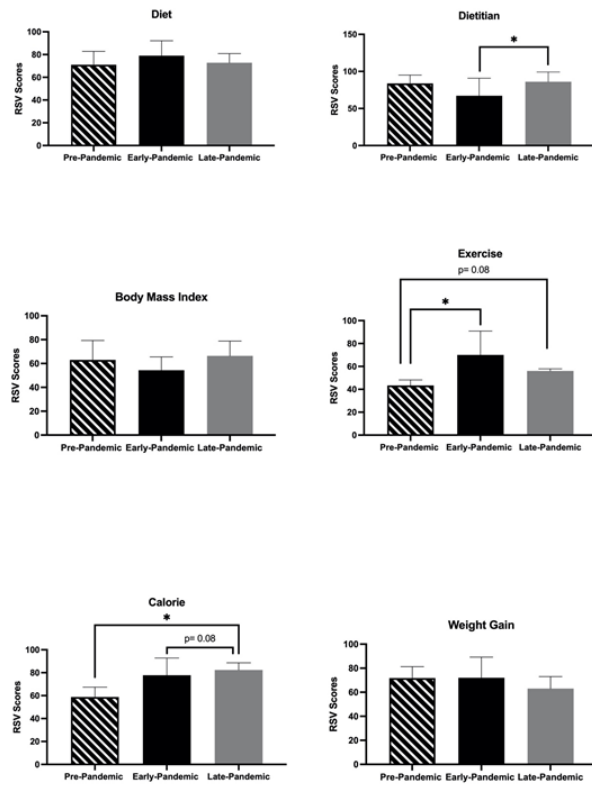 Diet
100
80
60
40
20
0
RSV Scores
Pre-Pandemic Early-Pandemic Late-Pandemic
Dietitian
150
100
50
0
RSV Scores
*
Pre-Pandemic Early-Pandemic Late-Pandemic
Body Mass Index
100
80
60
40
20
0
RSV Scores
Pre-Pandemic Early-Pandemic Late-Pandemic
Exercise
p= 0.08
*
100
80
60
40
20
0
RSV Scores
Pre-Pandemic Early-Pandemic Late-Pandemic
Calorie
*
p= 0.08
100
80
60
40
20
0
RSV Scores
Pre-Pandemic Early-Pandemic Late-Pandemic
Weight Gain
100
80
60
40
20
0
RSV Scores
Pre-Pandemic Early-Pandemic Late-Pandemic